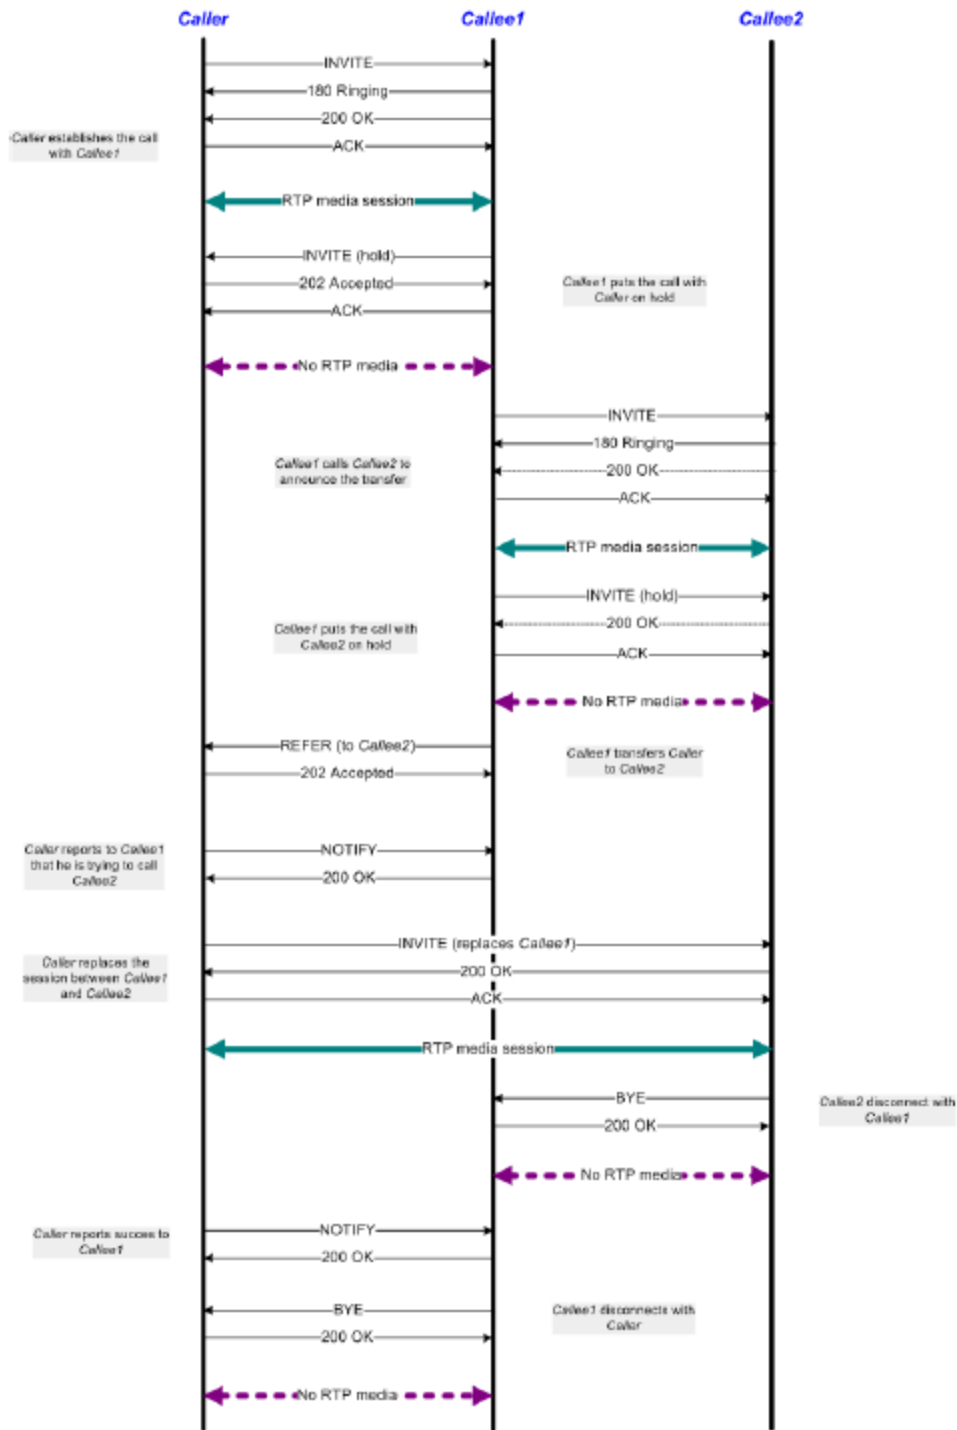 Caller Callee1 Callee2
INVITE
180 Ringing
200 OK
Caller establishes the call
with Callee1
ACK
RTP media session
INVITE (hold)
202 Accepted
Callee1 puts the call with
Caller on hold
ACK
No RTP media
INVITE
180 Ringing
Callee1 calls Callee2 to
announce the transfer
200 OK
ACK
RTP media session
INVITE (hold)
200 OK
Callee1 puts the call with
Callee2 on hold
ACK
No RTP media
REFER (to Callee2)
Callee1 transfers Caller
to Callee2
202 Accepted
Caller reports to Callee1
that he is trying to call
Callee2
NOTIFY
200 OK
INVITE (replaces Callee1)
Caller replaces the
session between Callee1
and Callee2
200 OK
ACK
RTP media session
BYE
Callee2 disconnect with
Callee1
200 OK
No RTP media
NOTIFY
Caller reports succes to
Callee1
200 OK
BYE
Callee1 disconnects with
Caller
200 OK
No RTP media